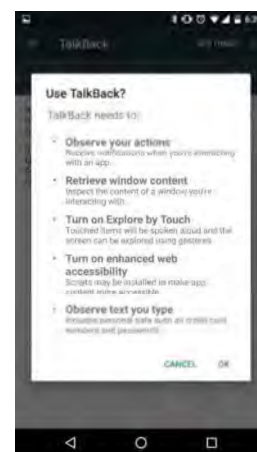 TalkBack
Use TalkBack?
TalkBack needs to:
Observe your actions
Receive notifications when you're interacting
with an app.
Retrieve window content
Inspect the content of a window you're
interacting with.
Turn on Explore by Touch
Touched items will be spoken aloud and the
screen can be explored using gestures.
Turn on enhanced web
accessibility
Scripts may be installed to make app
content more accessible.
Observe text you type
Includes personal data such as credit card
numbers and passwords.
CANCEL OK